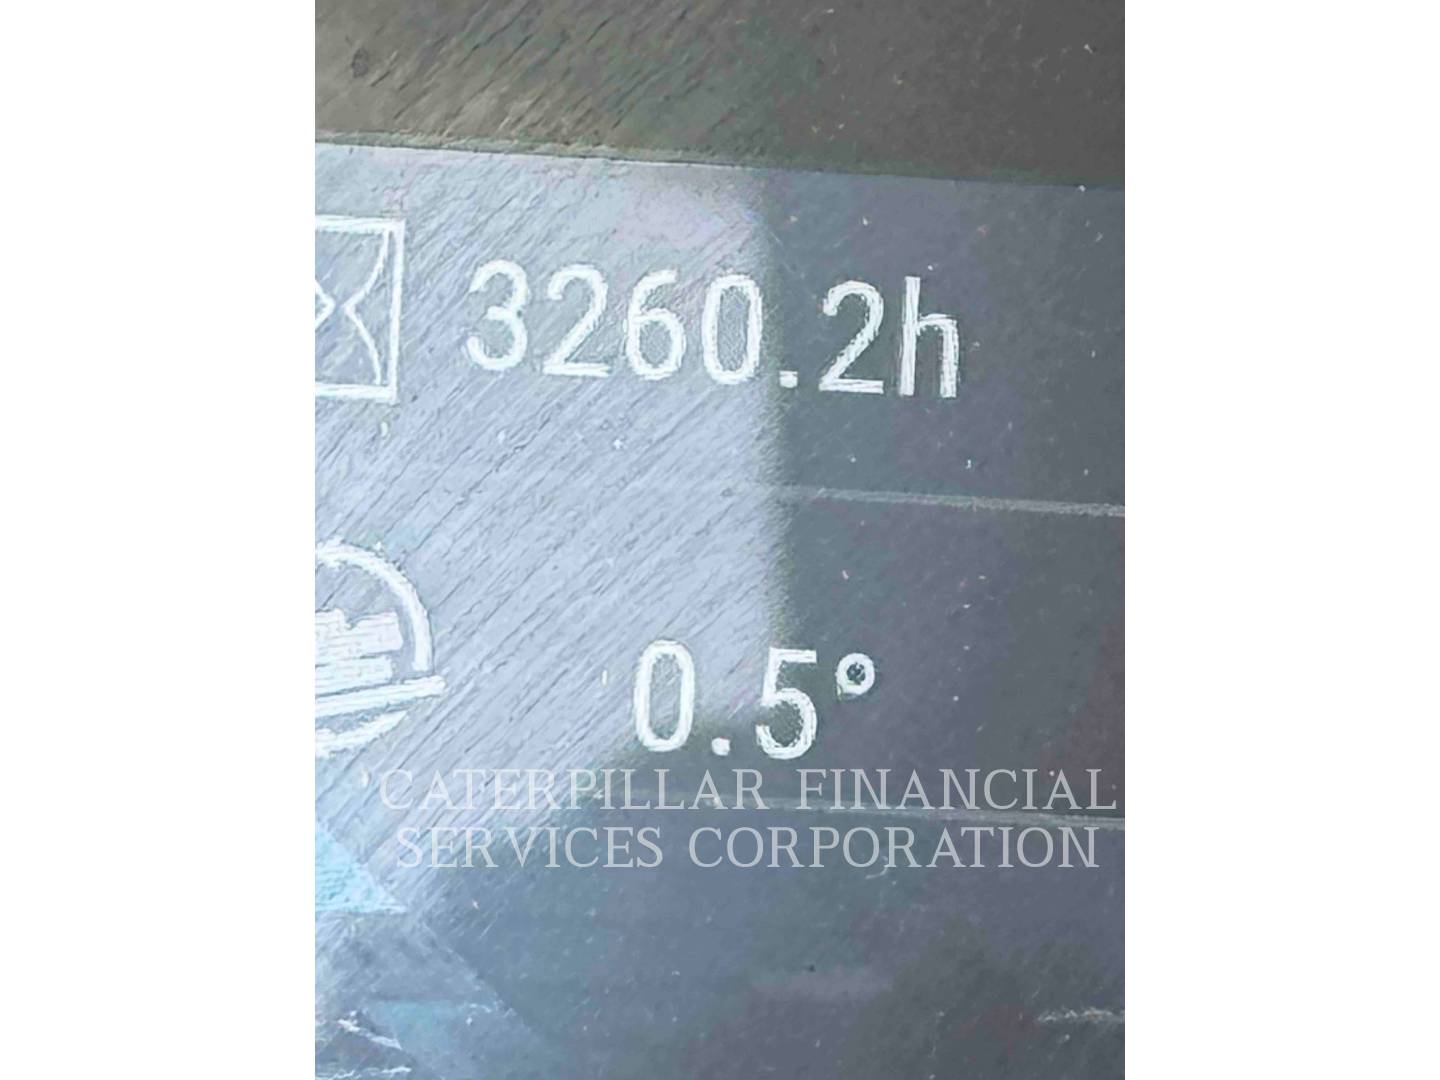 3260.2h
0.5°
CATERPILLAR FINANCIAL
SERVICES CORPORATION